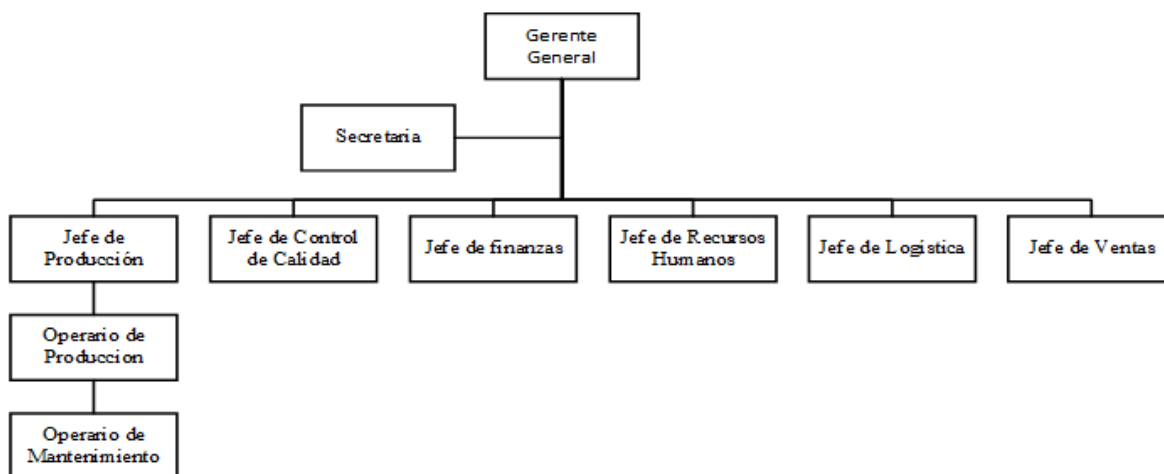 Gerente
General
Secretaria
Jefe de
Producción
Jefe de Control
de Calidad
Jefe de finanzas
Jefe de Recursos
Humanos
Jefe de Logística
Jefe de Ventas
Operario de
Produccion
Operario de
Mantenimiento